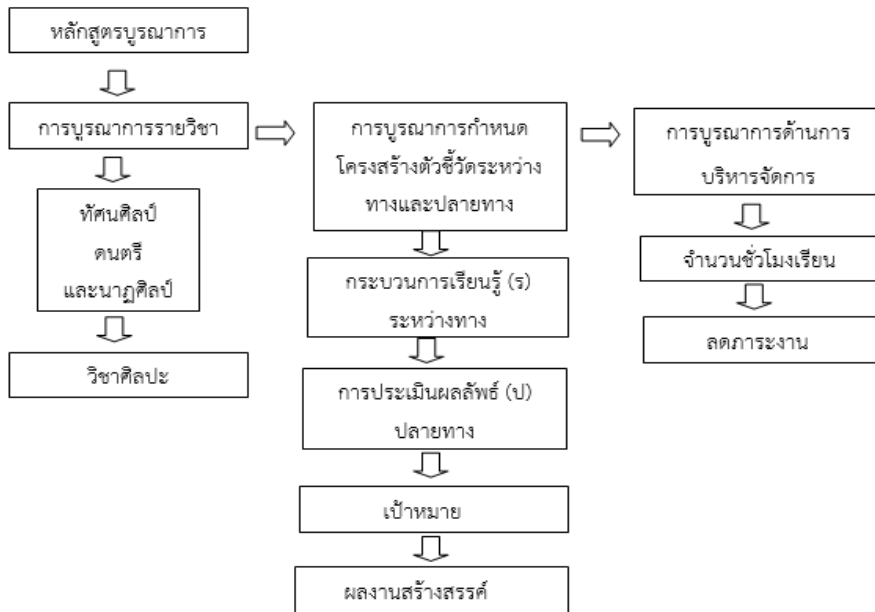 หลักสูตรบูรณาการ
การบูรณาการรายวิชา
ทัศนศิลป์
ดนตรี
และนาฏศิลป์
วิชาศิลปะ
การบูรณาการกำหนด
โครงสร้างตัวชี้วัดระหว่าง
ทางและปลายทาง
กระบวนการเรียนรู้ (ร)
ระหว่างทาง
การประเมินผลลัพธ์ (ป)
ปลายทาง
เป้าหมาย
ผลงานสร้างสรรค์
การบูรณาการด้านการ
บริหารจัดการ
จำนวนชั่วโมงเรียน
ลดภาระงาน